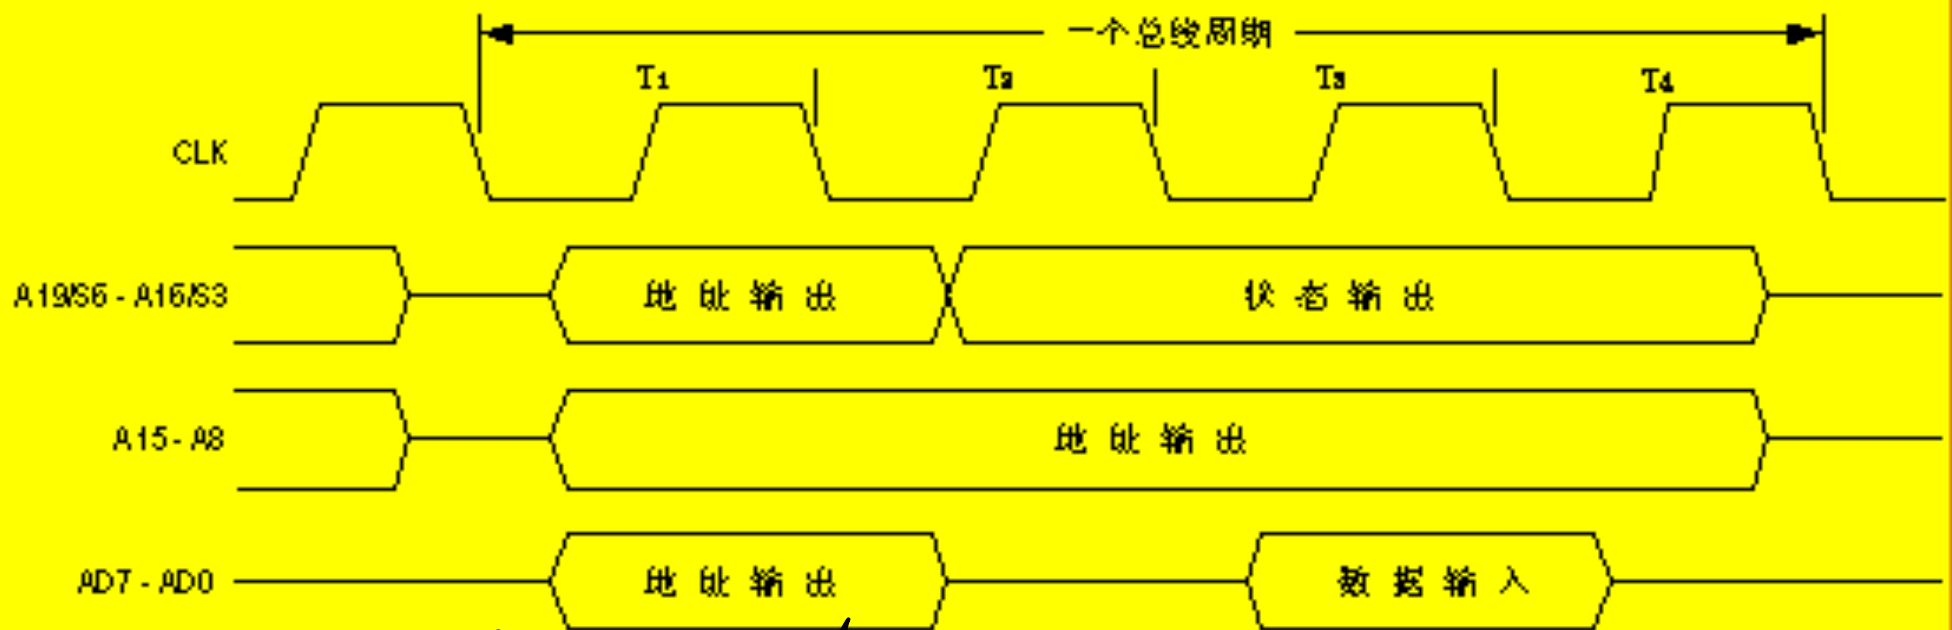 一个总线周期
T1 T2 T3 T4
CLK
A19/S6 - A16/S3 地址输出 状态输出
A15 - A8 地址输出
AD7 - AD0 地址输出 数据输入